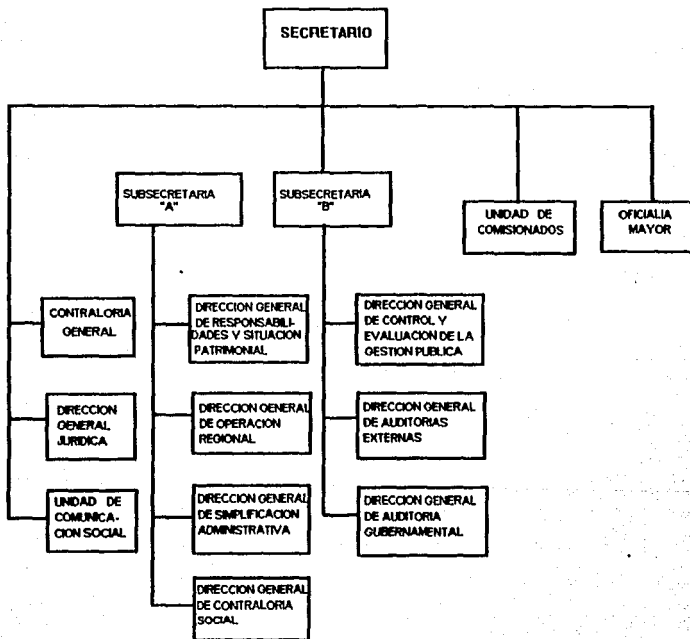 SECRETARIO
SUBSECRETARIA
"A"
SUBSECRETARIA
"B"
UNIDAD DE
COMISIONADOS
OFICIALIA
MAYOR
CONTRALORIA
GENERAL
DIRECCION
GENERAL
JURIDICA
UNIDAD DE
COMUNICA-
CION SOCIAL
DIRECCION GENERAL
DE RESPONSABILI-
DADES Y SITUACION
PATRIMONIAL
DIRECCION GENERAL
DE OPERACION
REGIONAL
DIRECCION GENERAL
DE SIMPLIFICACION
ADMINISTRATIVA
DIRECCION GENERAL
DE CONTRALORIA
SOCIAL
DIRECCION GENERAL
DE CONTROL Y
EVALUACION DE LA
GESTION PUBLICA
DIRECCION GENERAL
DE AUDITORIAS
EXTERNAS
DIRECCION GENERAL
DE AUDITORIA
GUBERNAMENTAL